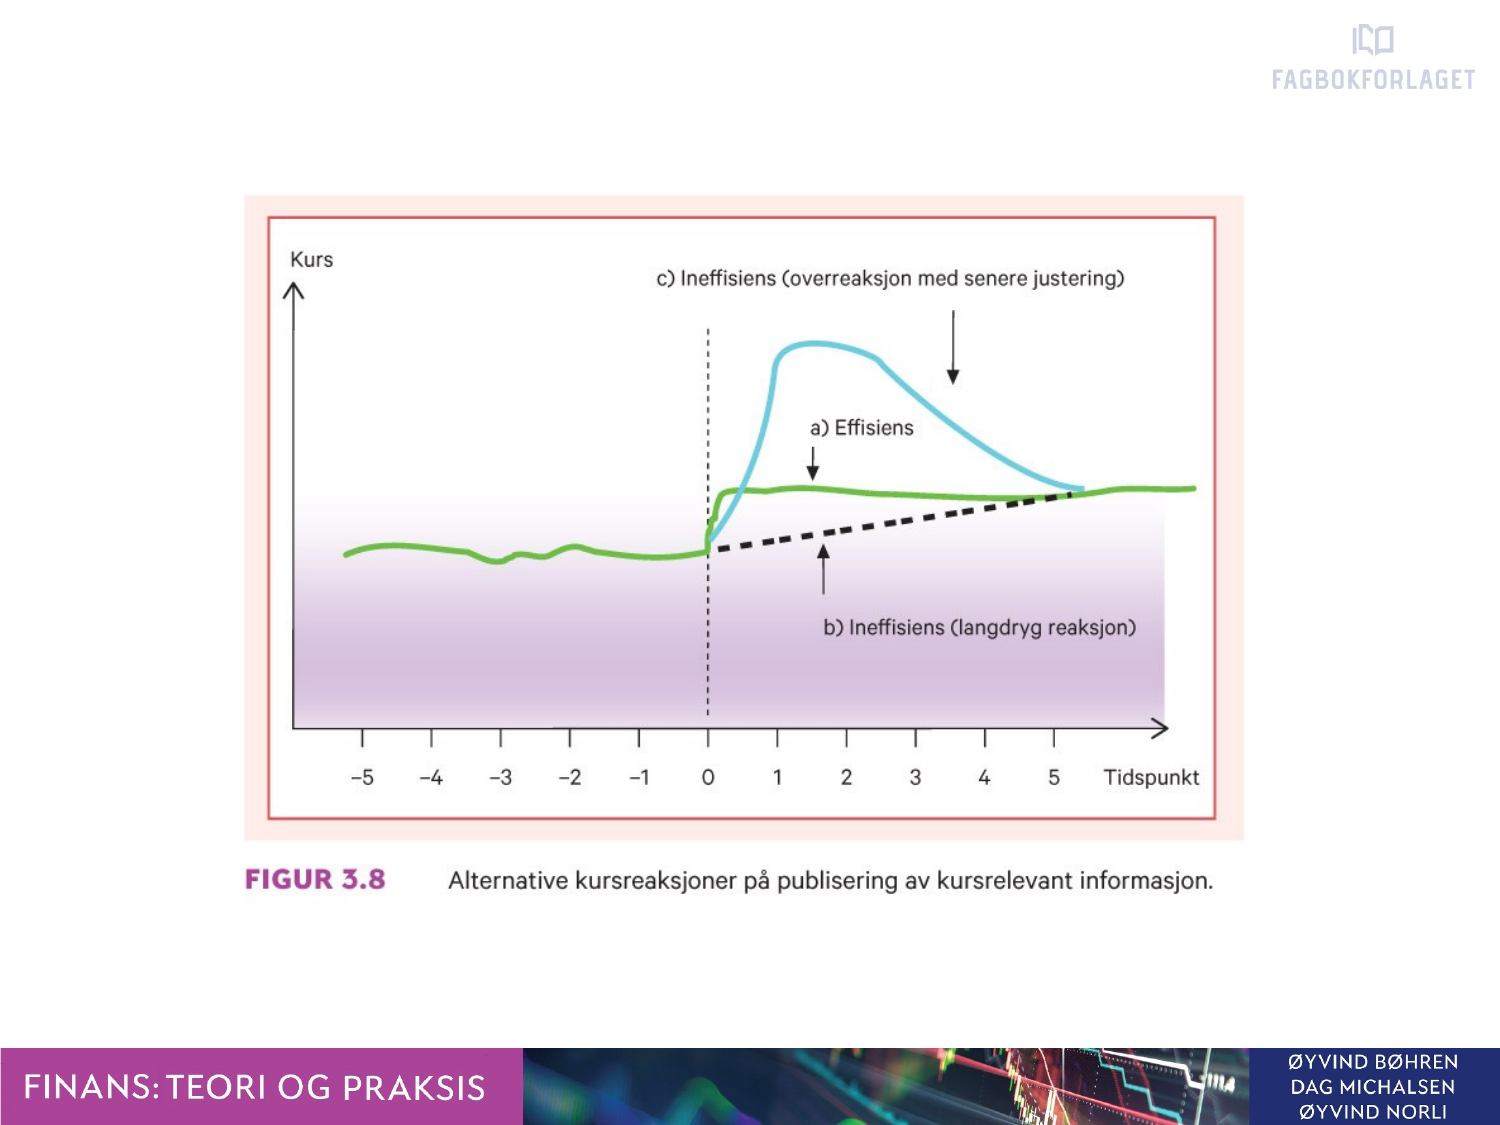 FAGBOKFORLAGET
Kurs
c) Ineffisiens (overreaksjon med senere justering)
a) Effisiens
b) Ineffisiens (langdryg reaksjon)
–5 –4 –3 –2 –1 0 1 2 3 4 5 Tidspunkt
FIGUR 3.8 Alternative kursreaksjoner på publisering av kursrelevant informasjon.
FINANS: TEORI OG PRAKSIS
ØYVIND BØHREN
DAG MICHALSEN
ØYVIND NORLI